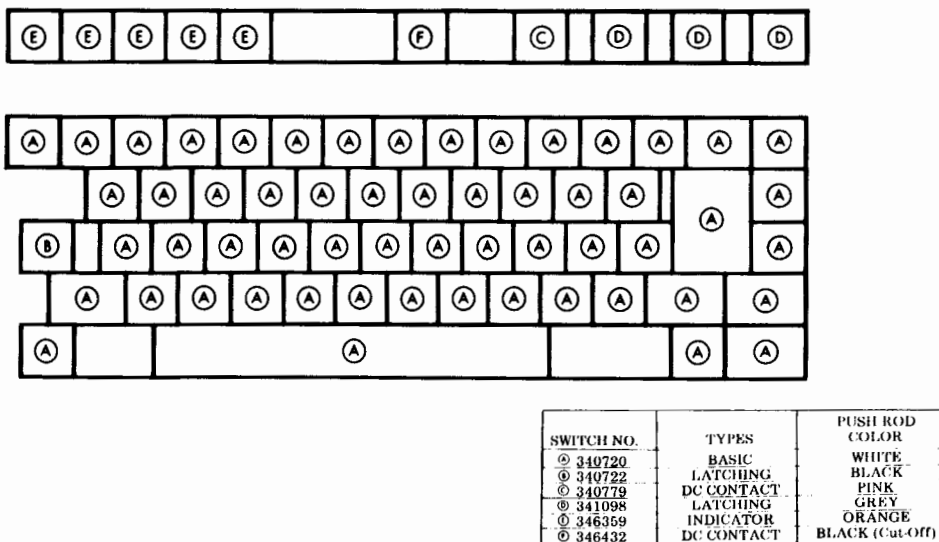 E E E E E F C D D D
A A A A A A A A A A A A A A A
A A A A A A A A A A A A
A
B A A A A A A A A A A A A
A A A A A A A A A A A A A
A A A A
SWITCH NO. TYPES PUSH ROD COLOR
A 340720 BASIC WHITE
B 340722 LATCHING BLACK
C 340779 DC CONTACT PINK
D 341098 LATCHING GREY
E 346359 INDICATOR ORANGE
F 346432 DC CONTACT BLACK (Cut-Off)